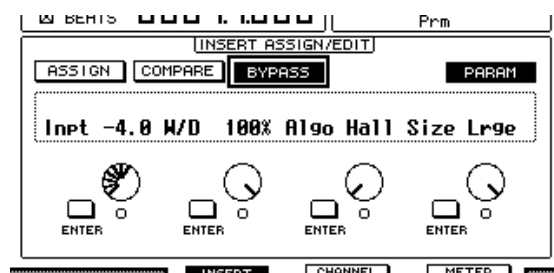 BEATS Prm
INSERT ASSIGN/EDIT
ASSIGN COMPARE BYPASS PARAM
Inpt -4.0 W/D 100% Algo Hall Size Lrge
ENTER ENTER ENTER ENTER
INSERT CHANNEL METER